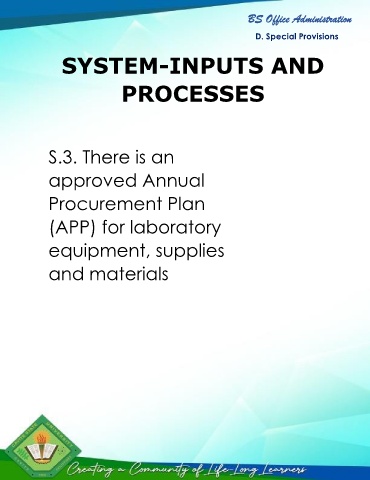 BS Office Administration
D. Special Provisions
SYSTEM-INPUTS AND
PROCESSES
S.3. There is an
approved Annual
Procurement Plan
(APP) for laboratory
equipment, supplies
and materials
Creating a Community of Life-Long Learners